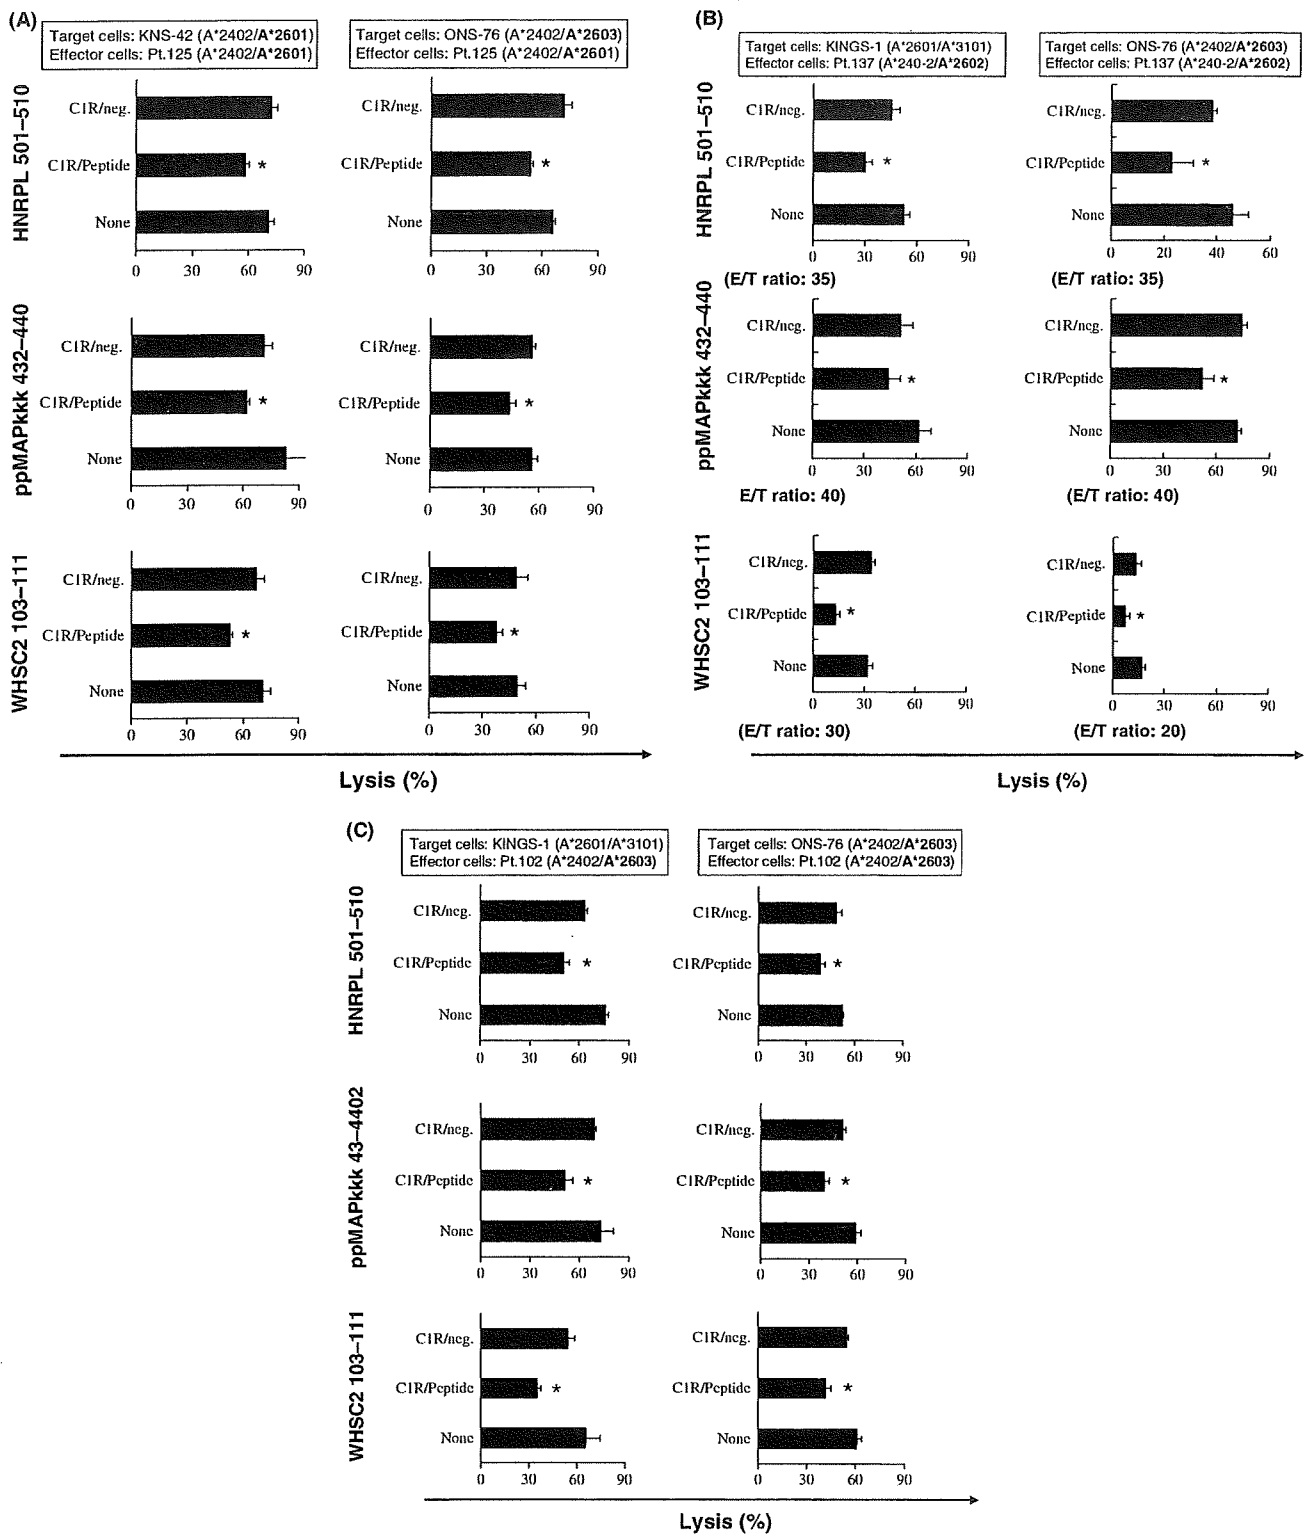 (A)
Target cells: KNS-42 (A*2402/A*2601)
Effector cells: Pt.125 (A*2402/A*2601)
Target cells: ONS-76 (A*2402/A*2603)
Effector cells: Pt.125 (A*2402/A*2601)
HNRPL 501–510
C1R/neg.
C1R/Peptide *
None
0 30 60 90
C1R/neg.
C1R/Peptide *
None
0 30 60 90
ppMAPkkk 432–440
C1R/neg.
C1R/Peptide *
None
0 30 60 90
C1R/neg.
C1R/Peptide *
None
0 30 60 90
WHSC2 103–111
C1R/neg.
C1R/Peptide *
None
0 30 60 90
C1R/neg.
C1R/Peptide *
None
0 30 60 90
Lysis (%)
(B)
Target cells: KINGS-1 (A*2601/A*3101)
Effector cells: Pt.137 (A*240-2/A*2602)
Target cells: ONS-76 (A*2402/A*2603)
Effector cells: Pt.137 (A*240-2/A*2602)
HNRPL 501–510
C1R/neg.
C1R/Peptide *
None
0 30 60 90
(E/T ratio: 35)
C1R/neg.
C1R/Peptide *
None
0 20 40 60
(E/T ratio: 35)
ppMAPkkk 432–440
C1R/neg.
C1R/Peptide *
None
0 30 60 90
E/T ratio: 40)
C1R/neg.
C1R/Peptide *
None
0 30 60 90
(E/T ratio: 40)
WHSC2 103–111
C1R/neg.
C1R/Peptide *
None
0 30 60 90
(E/T ratio: 30)
C1R/neg.
C1R/Peptide *
None
0 30 60 90
(E/T ratio: 20)
Lysis (%)
(C)
Target cells: KINGS-1 (A*2601/A*3101)
Effector cells: Pt.102 (A*2402/A*2603)
Target cells: ONS-76 (A*2402/A*2603)
Effector cells: Pt.102 (A*2402/A*2603)
HNRPL 501–510
C1R/neg.
C1R/Peptide *
None
0 30 60 90
C1R/neg.
C1R/Peptide *
None
0 30 60 90
ppMAPkkk 43–4402
C1R/neg.
C1R/Peptide *
None
0 30 60 90
C1R/neg.
C1R/Peptide *
None
0 30 60 90
WHSC2 103–111
C1R/neg.
C1R/Peptide *
None
0 30 60 90
C1R/neg.
C1R/Peptide *
None
0 30 60 90
Lysis (%)